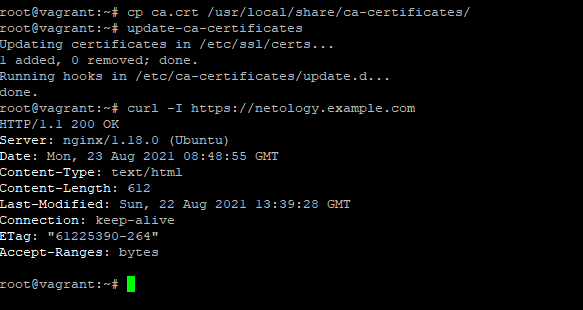 root@vagrant:~# cp ca.crt /usr/local/share/ca-certificates/
root@vagrant:~# update-ca-certificates
Updating certificates in /etc/ssl/certs...
1 added, 0 removed; done.
Running hooks in /etc/ca-certificates/update.d...
done.
root@vagrant:~# curl -I https://netology.example.com
HTTP/1.1 200 OK
Server: nginx/1.18.0 (Ubuntu)
Date: Mon, 23 Aug 2021 08:48:55 GMT
Content-Type: text/html
Content-Length: 612
Last-Modified: Sun, 22 Aug 2021 13:39:28 GMT
Connection: keep-alive
ETag: "61225390-264"
Accept-Ranges: bytes
root@vagrant:~#